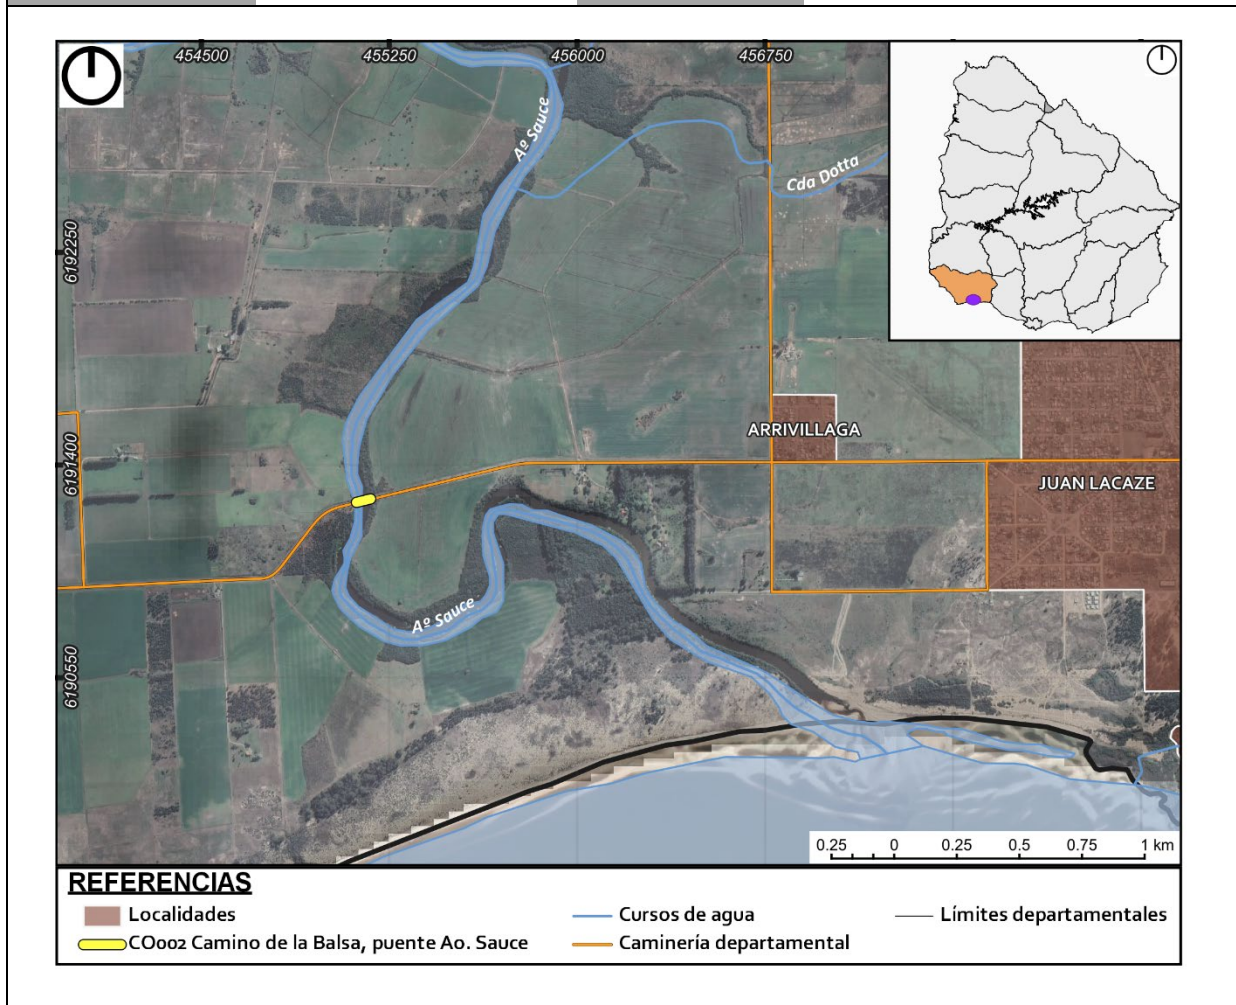 454500 455250 456000 456750
Aº Sauce
Cda Dotta
6192250
ARRIVILLAGA
6191400
JUAN LACAZE
Aº Sauce
6190550
0.25 0 0.25 0.5 0.75 1 km
REFERENCIAS
Localidades Cursos de agua Límites departamentales
CO002 Camino de la Balsa, puente Ao. Sauce Caminería departamental